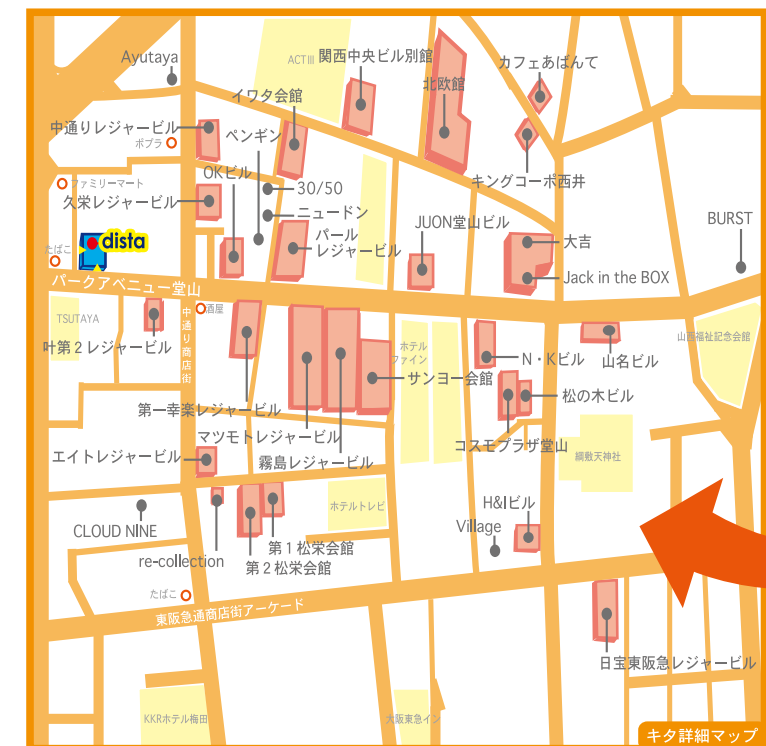 Ayutaya
ACTⅢ
関西中央ビル別館
カフェあぱんて
イワタ会館
北欧館
中通りレジャービル
ポプラ
ペンギン
OKビル
キングコーポ西井
ファミリーマート
30/50
久栄レジャービル
ニュードン
JUON堂山ビル
BURST
dista
パール
レジャービル
大吉
たばこ
Jack in the BOX
パークアベニュー堂山
TSUTAYA
酒屋
中通り商店街
山西福祉記念会館
叶第2レジャービル
ホテル
ファイン
N・Kビル
山名ビル
サンヨー会館
松の木ビル
第一幸楽レジャービル
マツモトレジャービル
コスモプラザ堂山
エイトレジャービル
霧島レジャービル
綱敷天神社
CLOUD NINE
ホテルトレビ
H&Iビル
Village
re-collection
第1松栄会館
第2松栄会館
たばこ
東阪急通商店街アーケード
日宝東阪急レジャービル
KKRホテル梅田
大阪東急イン
キタ詳細マップ